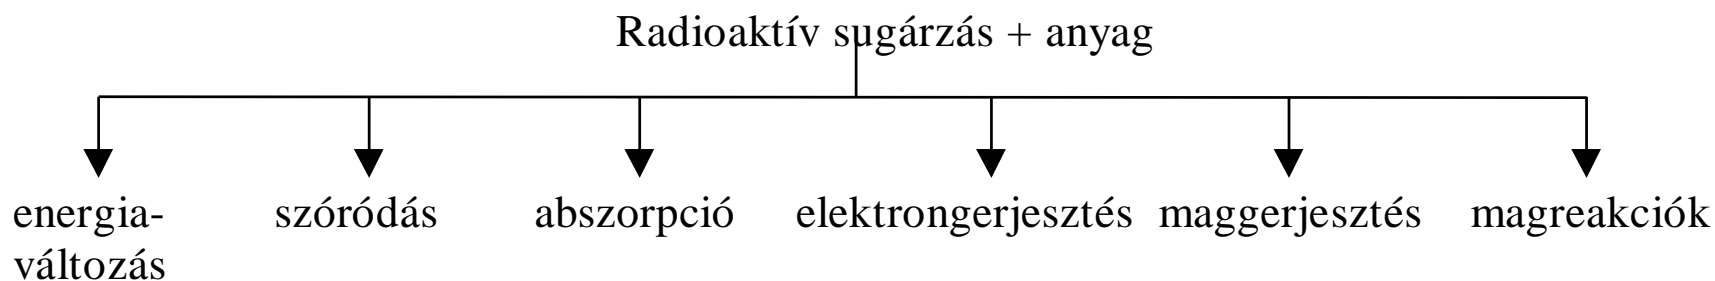 Radioaktív sugárzás + anyag
energia- szóródás abszorpció elektrongerjesztés maggerjesztés magreakciók
változás